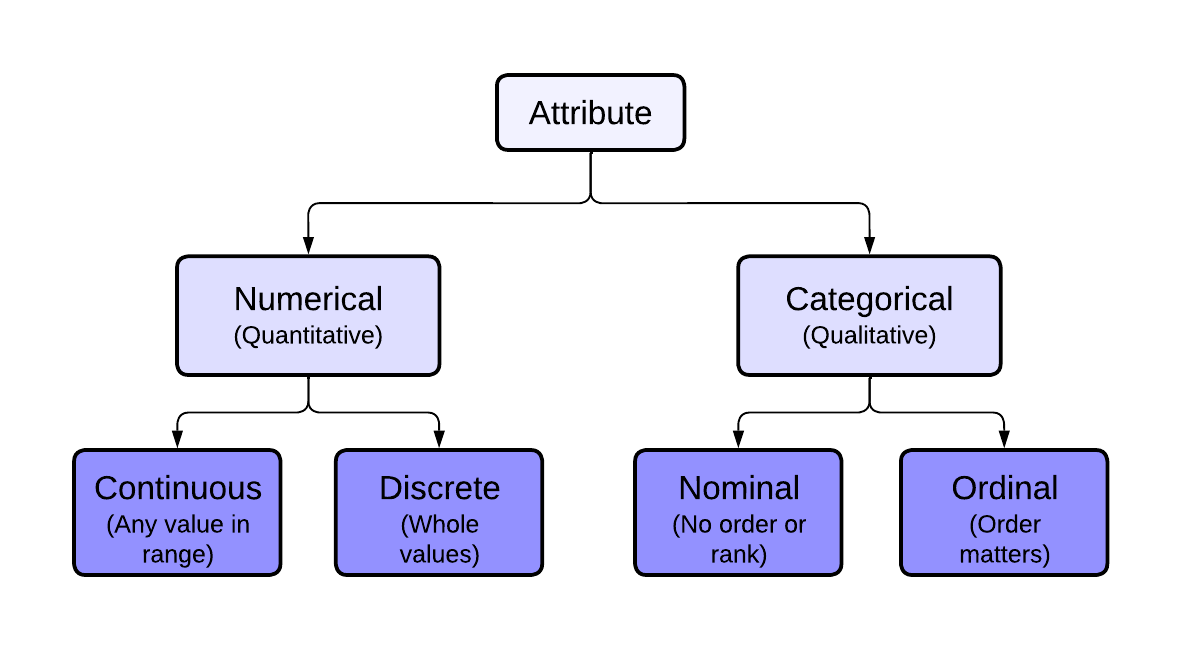 Attribute
Numerical
(Quantitative)
Categorical
(Qualitative)
Continuous
(Any value in
range)
Discrete
(Whole
values)
Nominal
(No order or
rank)
Ordinal
(Order
matters)